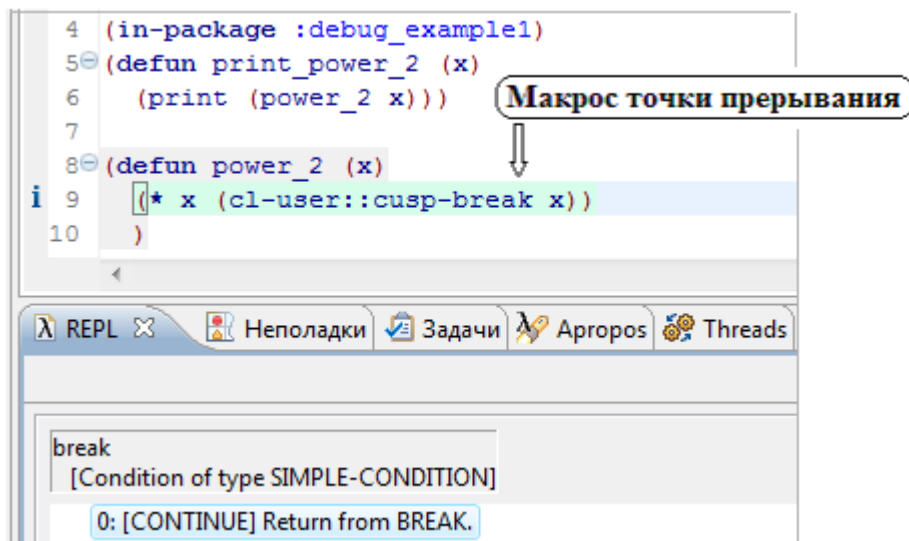 4 (in-package :debug_example1)
5 (defun print_power_2 (x)
6 (print (power_2 x)))
Макрос точки прерывания
7
8 (defun power_2 (x)
i 9 (* x (cl-user::cusp-break x))
10 )
λ REPL Неполадки Задачи Apropos Threads
break
[Condition of type SIMPLE-CONDITION]
0: [CONTINUE] Return from BREAK.